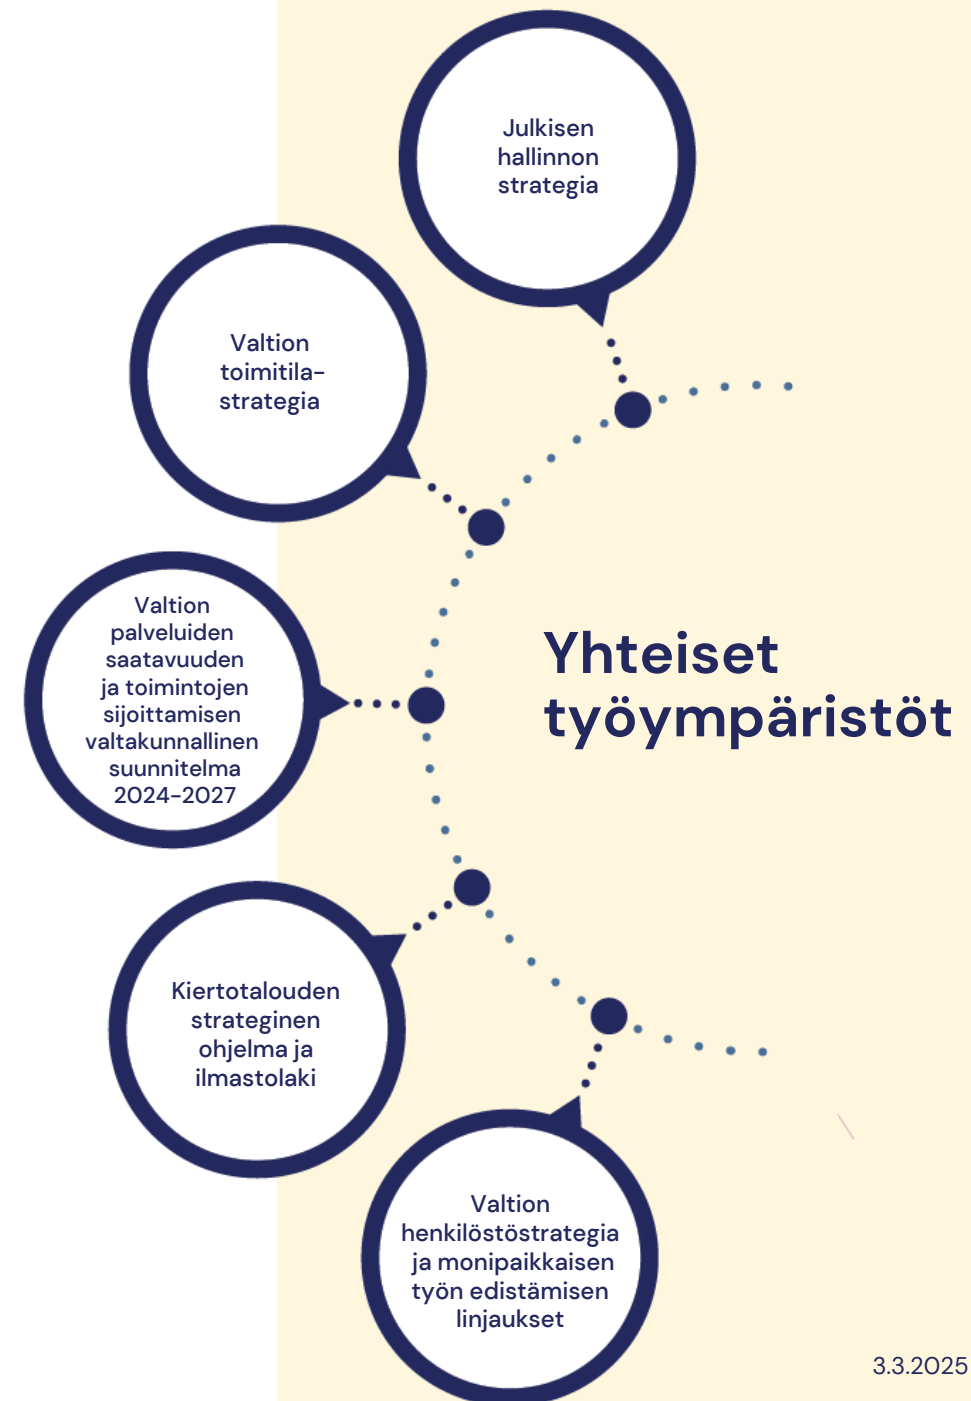 Julkisen
hallinnon
strategia
Valtion
toimitila-
strategia
Valtion
palveluiden
saatavuuden
ja toimintojen
sijoittamisen
valtakunnallinen
suunnitelma
2024-2027
Yhteiset
työympäristöt
Kiertotalouden
strateginen
ohjelma ja
ilmastolaki
Valtion
henkilöstöstrategia
ja monipaikkaisen
työn edistämisen
linjaukset
3.3.2025